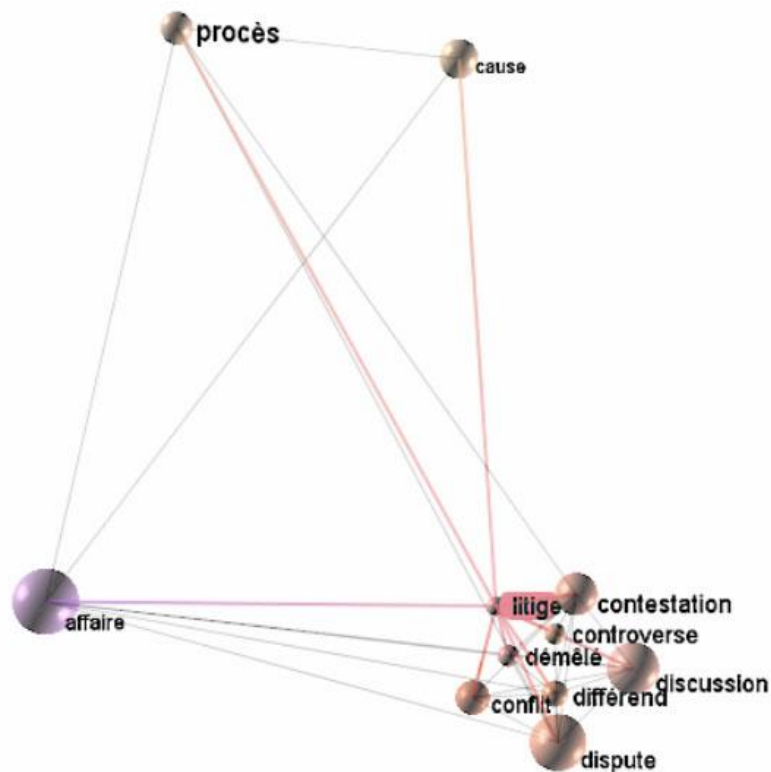 procès
cause
affaire
litige
contestation
controverse
démêlé
discussion
conflit
différend
dispute